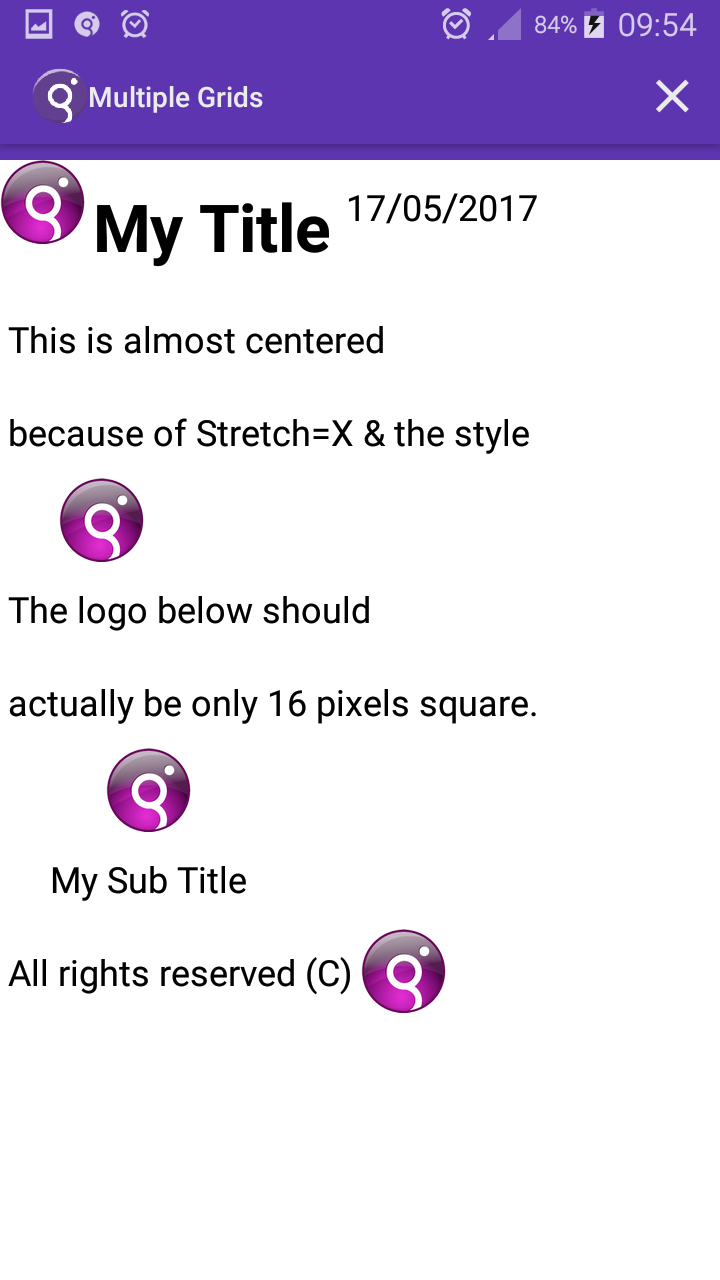 84% 09:54
Multiple Grids
My Title 17/05/2017
This is almost centered
because of Stretch=X & the style
The logo below should
actually be only 16 pixels square.
My Sub Title
All rights reserved (C)